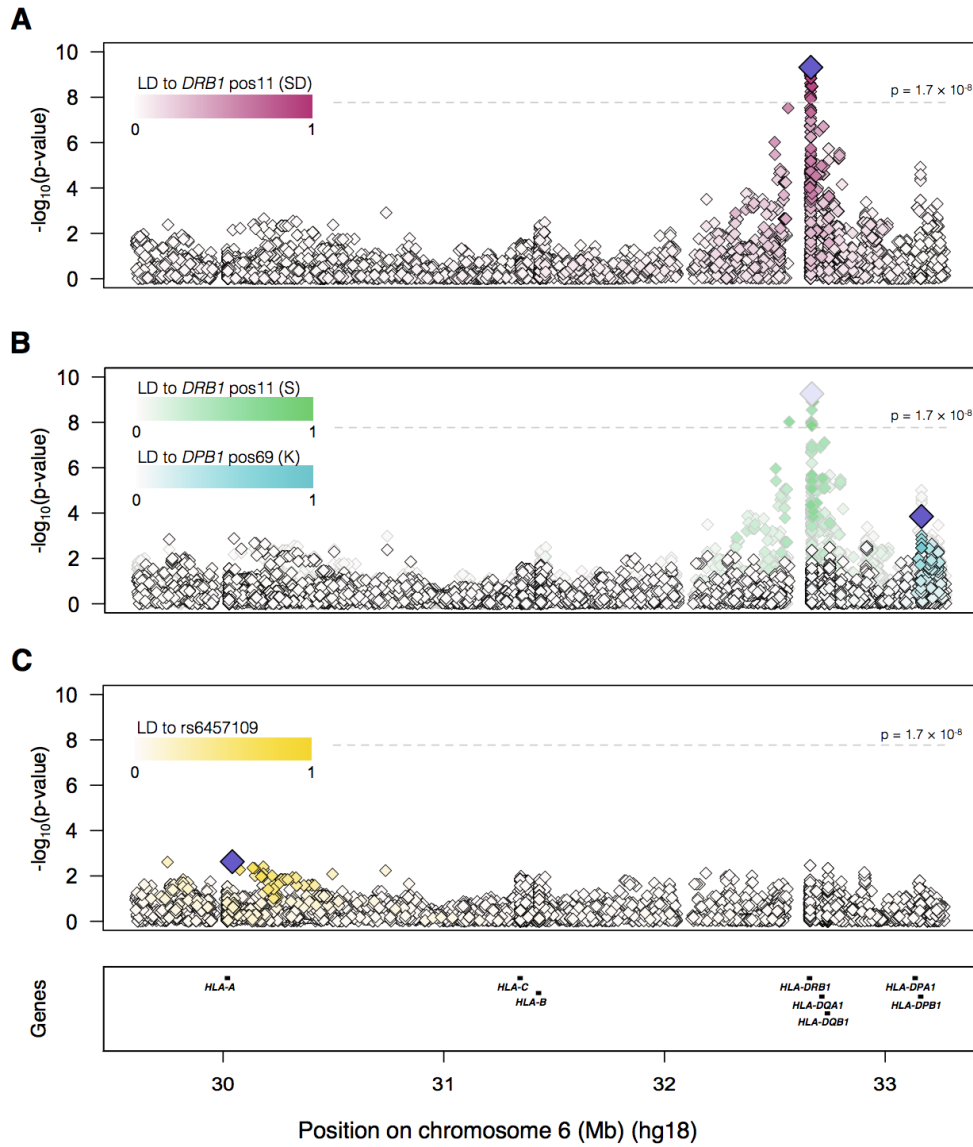 A
10
8
6
4
2
0
-log10(p-value)
LD to DRB1 pos11 (SD)
0 1
p = 1.7 × 10-8
B
10
8
6
4
2
0
-log10(p-value)
LD to DRB1 pos11 (S)
0 1
LD to DPB1 pos69 (K)
0 1
p = 1.7 × 10-8
C
10
8
6
4
2
0
-log10(p-value)
LD to rs6457109
0 1
p = 1.7 × 10-8
Genes
HLA-A HLA-C HLA-DRB1 HLA-DPA1
HLA-B HLA-DQA1 HLA-DPB1
HLA-DQB1
30 31 32 33
Position on chromosome 6 (Mb) (hg18)